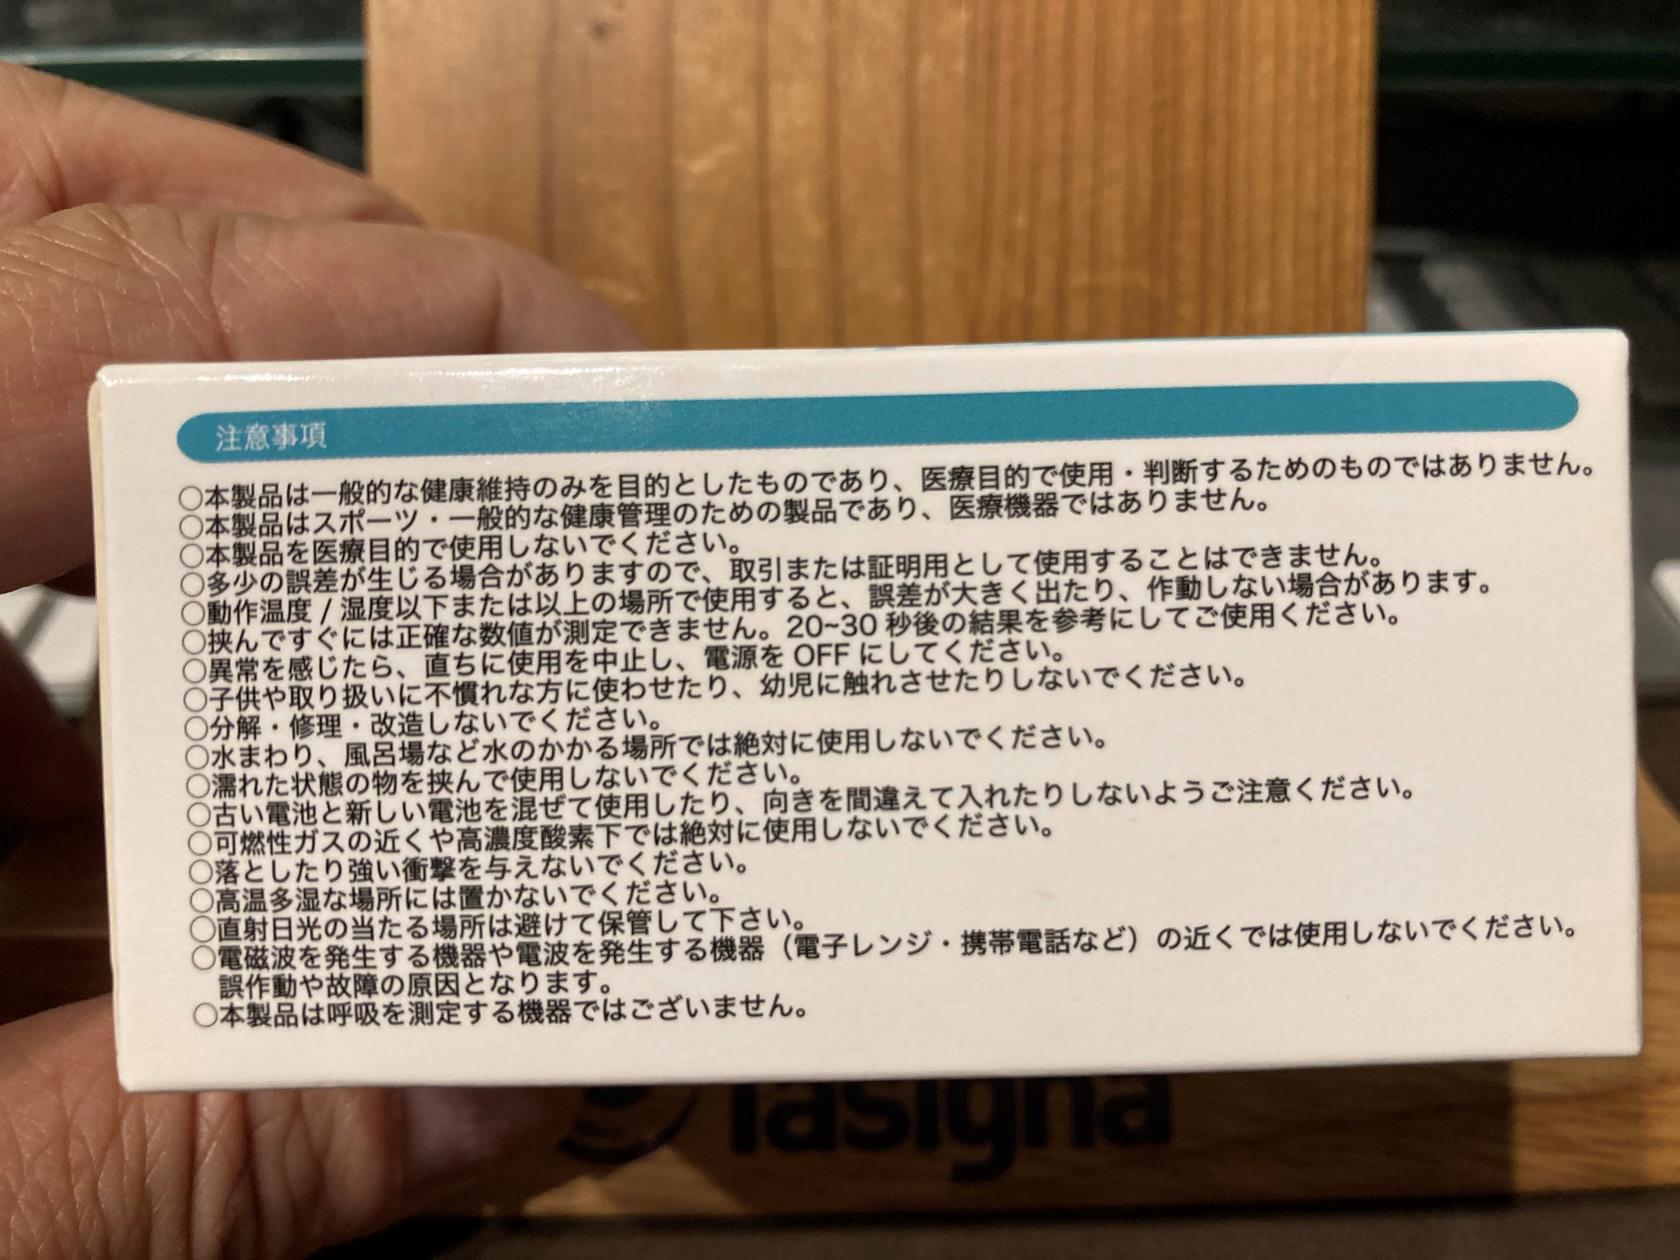 注意事項
○本製品は一般的な健康維持のみを目的としたものであり、医療目的で使用・判断するためのものではありません。
○本製品はスポーツ・一般的な健康管理のための製品であり、医療機器ではありません。
○本製品を医療目的で使用しないでください。
○多少の誤差が生じる場合がありますので、取引または証明用として使用することはできません。
○動作温度 / 湿度以下または以上の場所で使用すると、誤差が大きく出たり、作動しない場合があります。
○挟んですぐには正確な数値が測定できません。20~30 秒後の結果を参考にしてご使用ください。
○異常を感じたら、直ちに使用を中止し、電源を OFF にしてください。
○子供や取り扱いに不慣れな方に使わせたり、幼児に触れさせたりしないでください。
○分解・修理・改造しないでください。
○水まわり、風呂場など水のかかる場所では絶対に使用しないでください。
○濡れた状態の物を挟んで使用しないでください。
○古い電池と新しい電池を混ぜて使用したり、向きを間違えて入れたりしないようご注意ください。
○可燃性ガスの近くや高濃度酸素下では絶対に使用しないでください。
○落としたり強い衝撃を与えないでください。
○高温多湿な場所には置かないでください。
○直射日光の当たる場所は避けて保管して下さい。
○電磁波を発生する機器や電波を発生する機器（電子レンジ・携帯電話など）の近くでは使用しないでください。
誤作動や故障の原因となります。
○本製品は呼吸を測定する機器ではございません。
lasigna